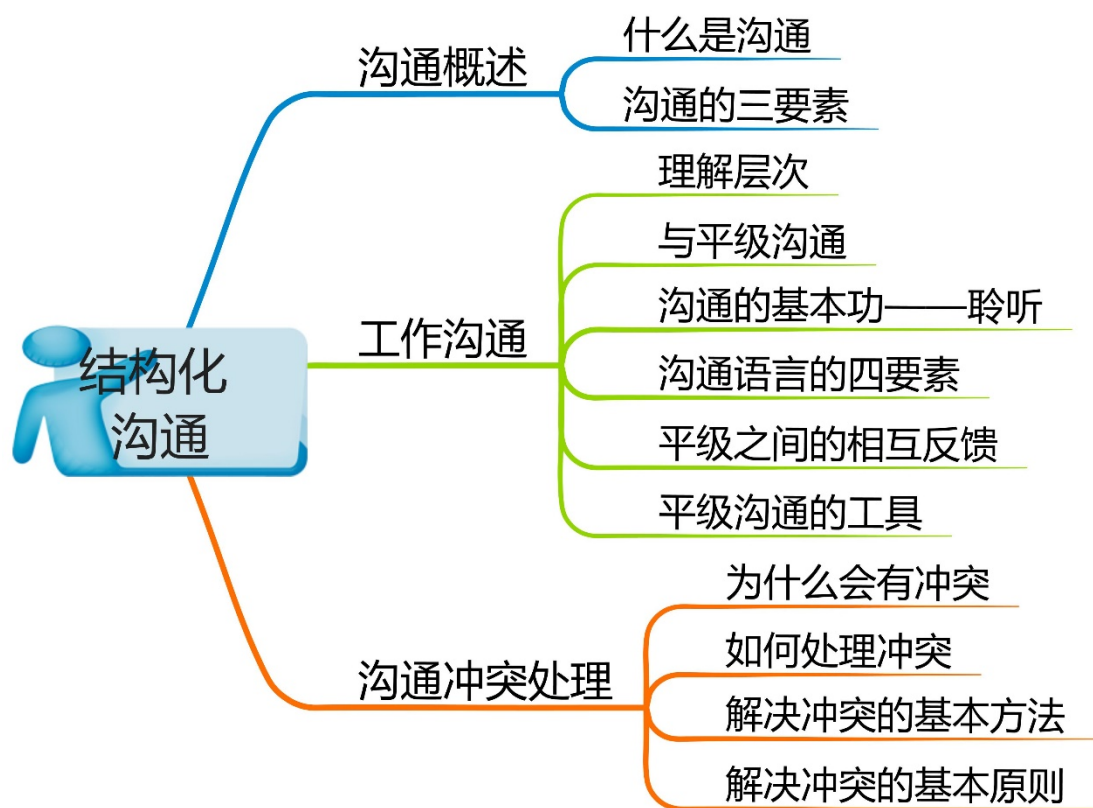 结构化
沟通
沟通概述
什么是沟通
沟通的三要素
工作沟通
理解层次
与平级沟通
沟通的基本功——聆听
沟通语言的四要素
平级之间的相互反馈
平级沟通的工具
沟通冲突处理
为什么会有冲突
如何处理冲突
解决冲突的基本方法
解决冲突的基本原则